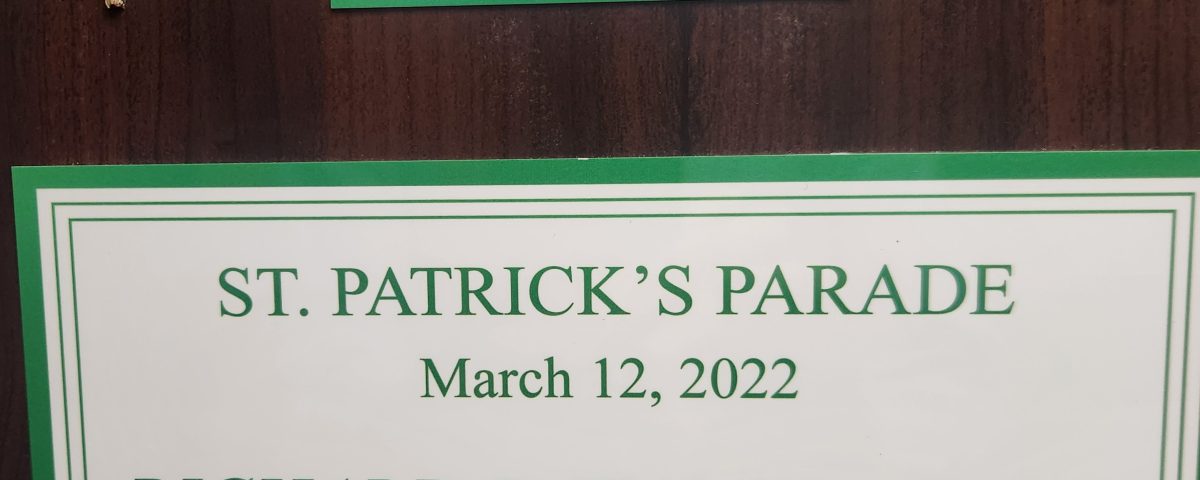 ST. PATRICK'S PARADE
March 12, 2022